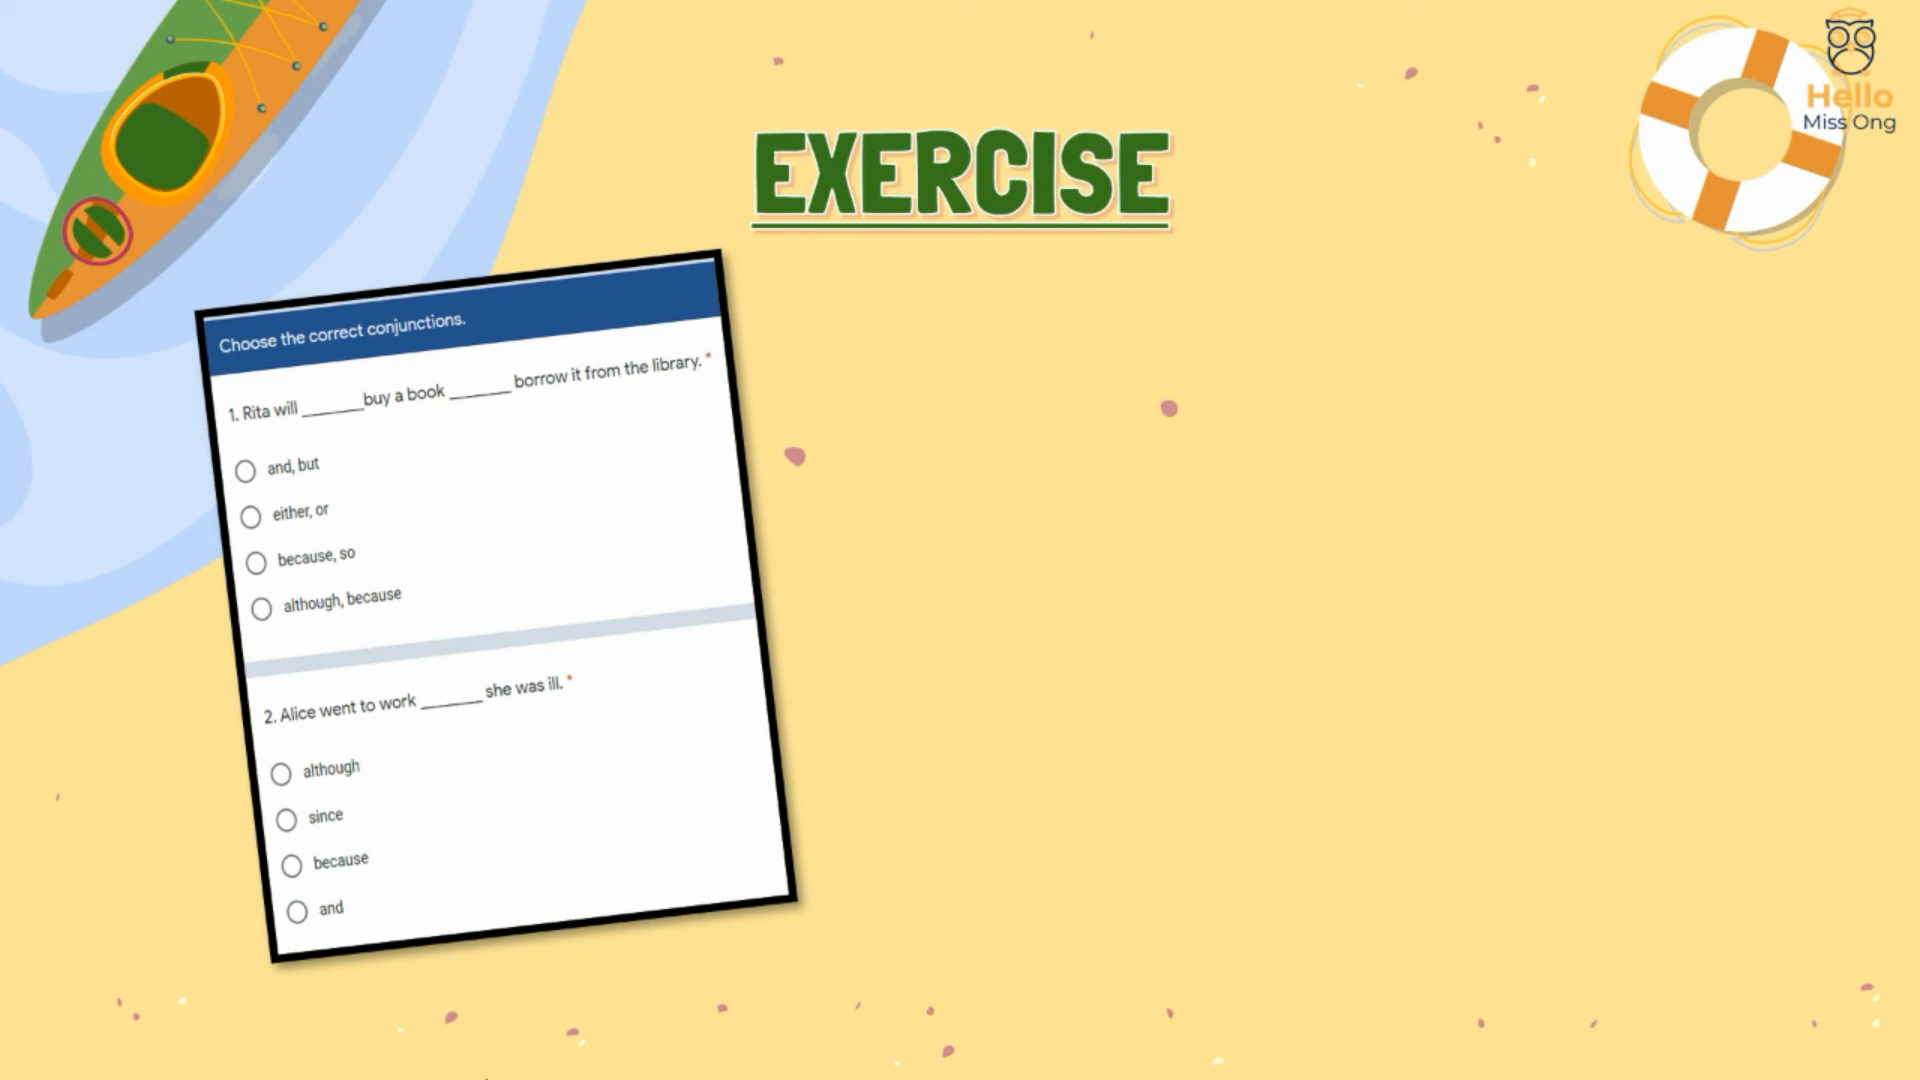 Hello
Miss Ong
EXERCISE
Choose the correct conjunctions.
1. Rita will _______buy a book _______ borrow it from the library. *
and, but
either, or
because, so
although, because
2. Alice went to work _______ she was ill. *
although
since
because
and